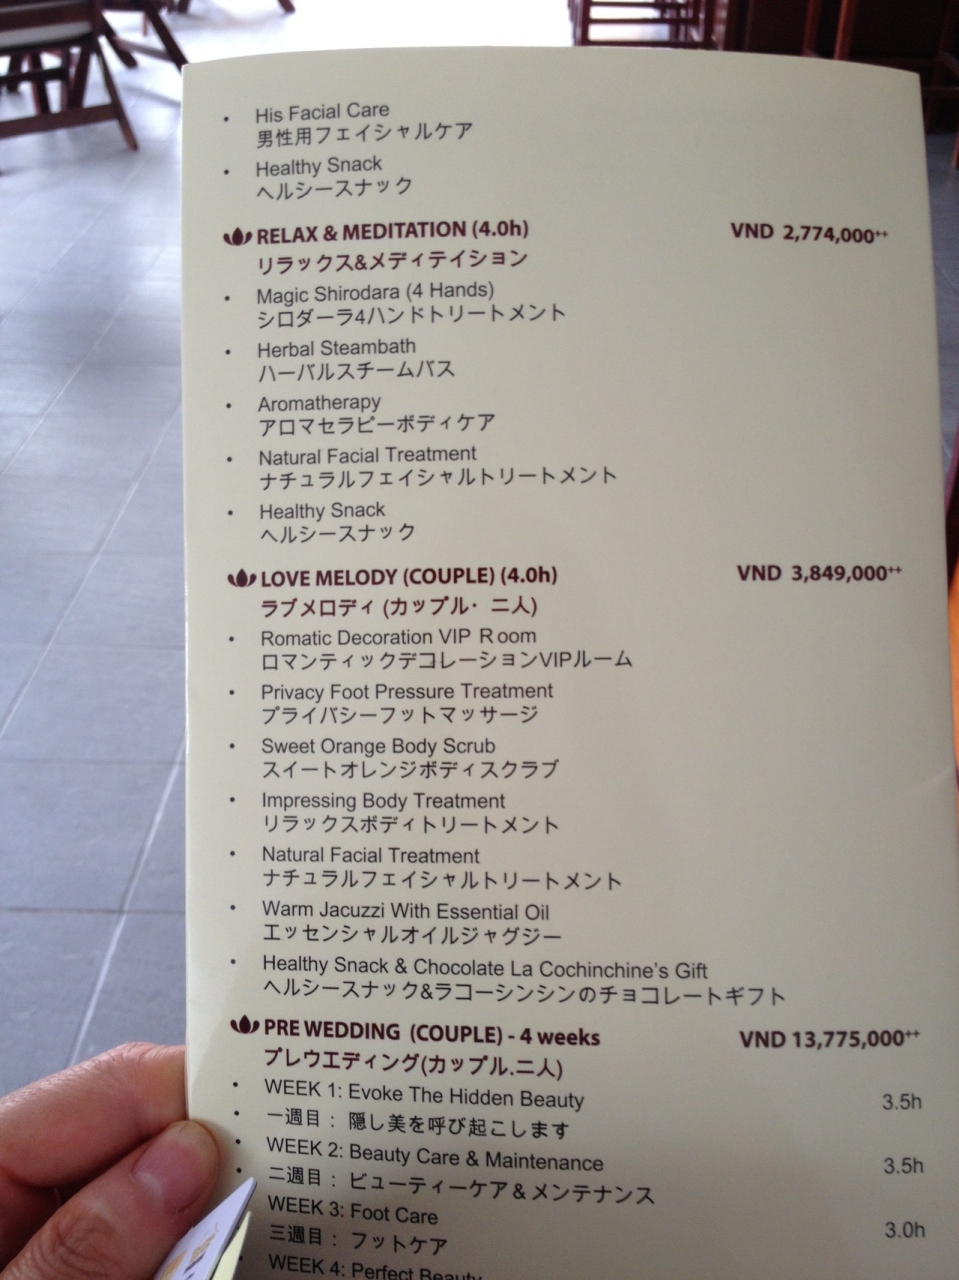 • His Facial Care
男性用フェイシャルケア
• Healthy Snack
ヘルシースナック
RELAX & MEDITATION (4.0h) VND 2,774,000++
リラックス&メディテイション
• Magic Shirodara (4 Hands)
シロダーラ4ハンドトリートメント
• Herbal Steambath
ハーバルスチームバス
• Aromatherapy
アロマセラピーボディケア
• Natural Facial Treatment
ナチュラルフェイシャルトリートメント
• Healthy Snack
ヘルシースナック
LOVE MELODY (COUPLE) (4.0h) VND 3,849,000++
ラブメロディ (カップル・ 二人)
• Romatic Decoration VIP Room
ロマンティックデコレーションVIPルーム
• Privacy Foot Pressure Treatment
プライバシーフットマッサージ
• Sweet Orange Body Scrub
スイートオレンジボディスクラブ
• Impressing Body Treatment
リラックスボディトリートメント
• Natural Facial Treatment
ナチュラルフェイシャルトリートメント
• Warm Jacuzzi With Essential Oil
エッセンシャルオイルジャグジー
• Healthy Snack & Chocolate La Cochinchine's Gift
ヘルシースナック&ラコーシンシンのチョコレートギフト
PRE WEDDING (COUPLE) - 4 weeks VND 13,775,000++
プレウエディング(カップル.二人)
• WEEK 1: Evoke The Hidden Beauty 3.5h
• 一週目： 隠し美を呼び起こします
• WEEK 2: Beauty Care & Maintenance 3.5h
• 二週目： ビューティーケア＆メンテナンス
WEEK 3: Foot Care 3.0h
三週目： フットケア
WEEK 4: Perfect Beauty